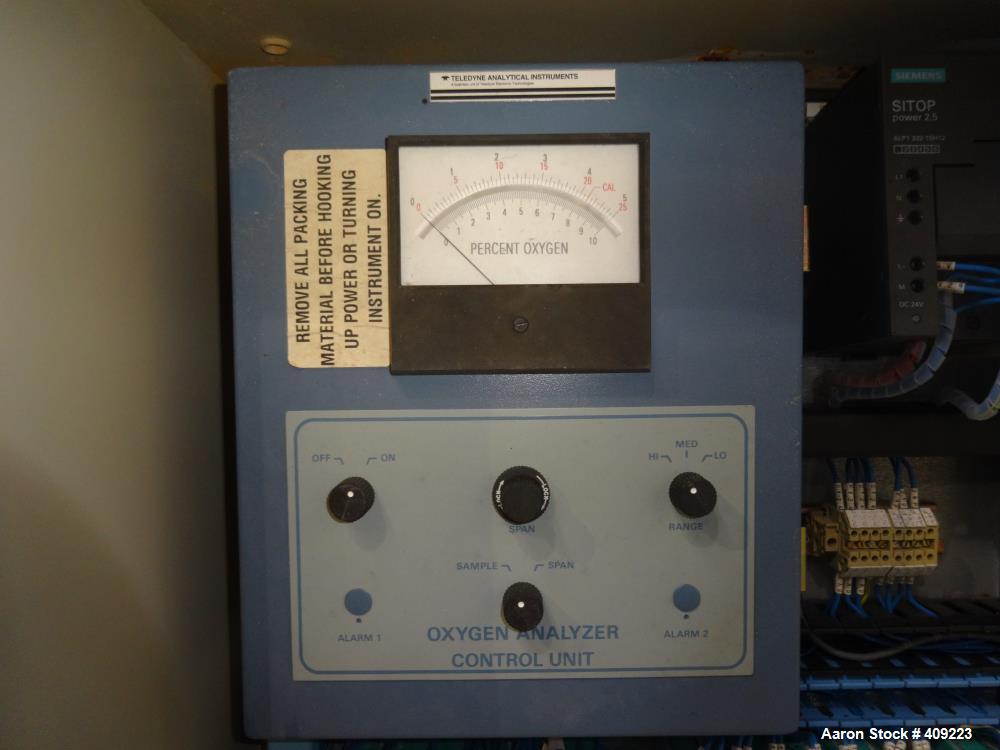 TELEDYNE ANALYTICAL INSTRUMENTS
SIEMENS
SITOP
power 2.5
REMOVE ALL PACKING
MATERIAL BEFORE HOOKING
UP POWER OR TURNING
INSTRUMENT ON.
0 1 2 3 4 5
0 5 10 15 20 25
CAL
0 1 2 3 4 5 6 7 8 9 10
PERCENT OXYGEN
L1
N
L+
M
DC 24V
OFF ON
HI MED LO
LOCK
SPAN
RANGE
SAMPLE SPAN
ALARM 1
ALARM 2
OXYGEN ANALYZER
CONTROL UNIT
Aaron Stock # 409223